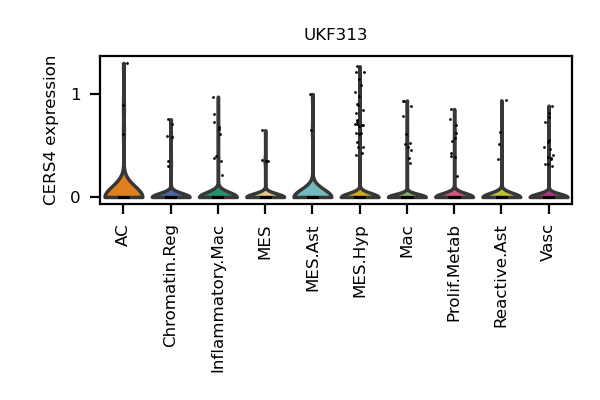 UKF313
CERS4 expression
1
0
AC
Chromatin.Reg
Inflammatory.Mac
MES
MES.Ast
MES.Hyp
Mac
Prolif.Metab
Reactive.Ast
Vasc